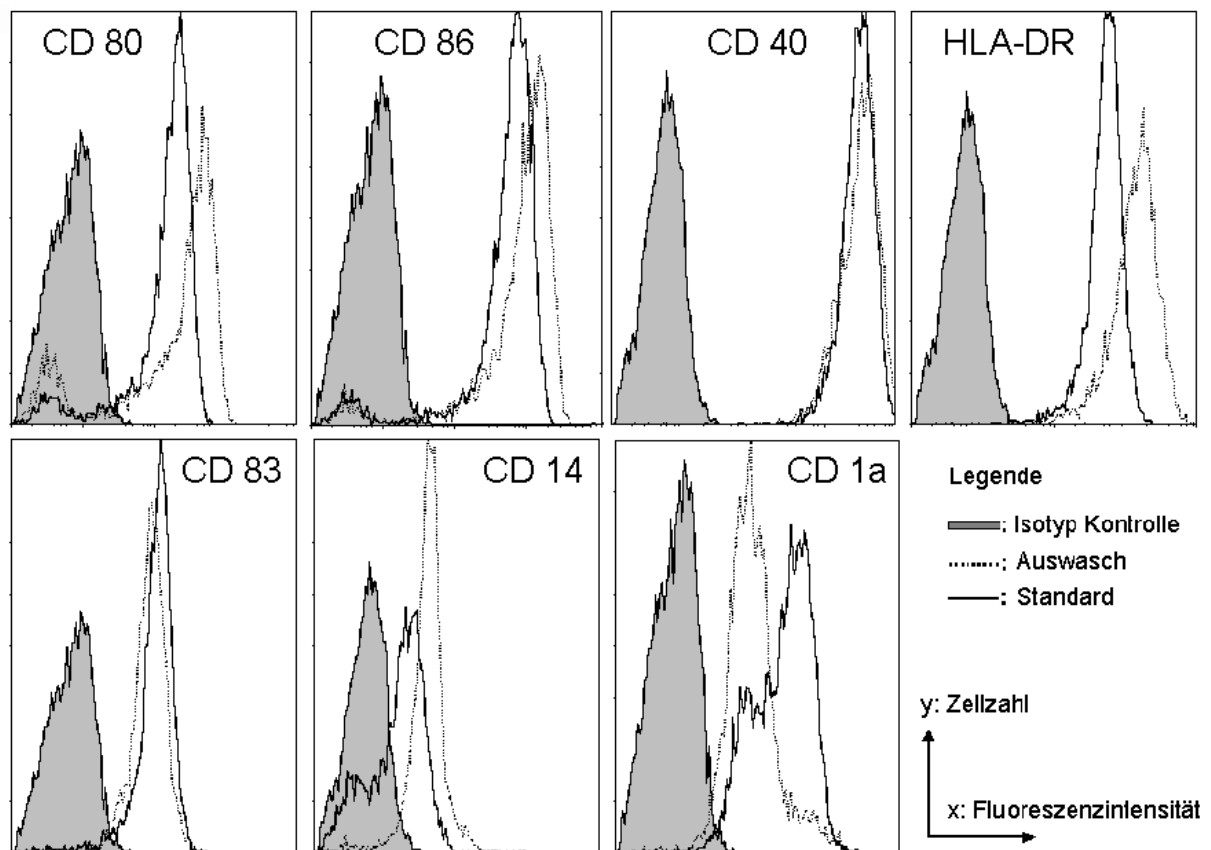 CD 80
CD 86
CD 40
HLA-DR
CD 83
CD 14
CD 1a
Legende
: Isotyp Kontrolle
: Auswasch
: Standard
y: Zellzahl
x: Fluoreszenzintensität